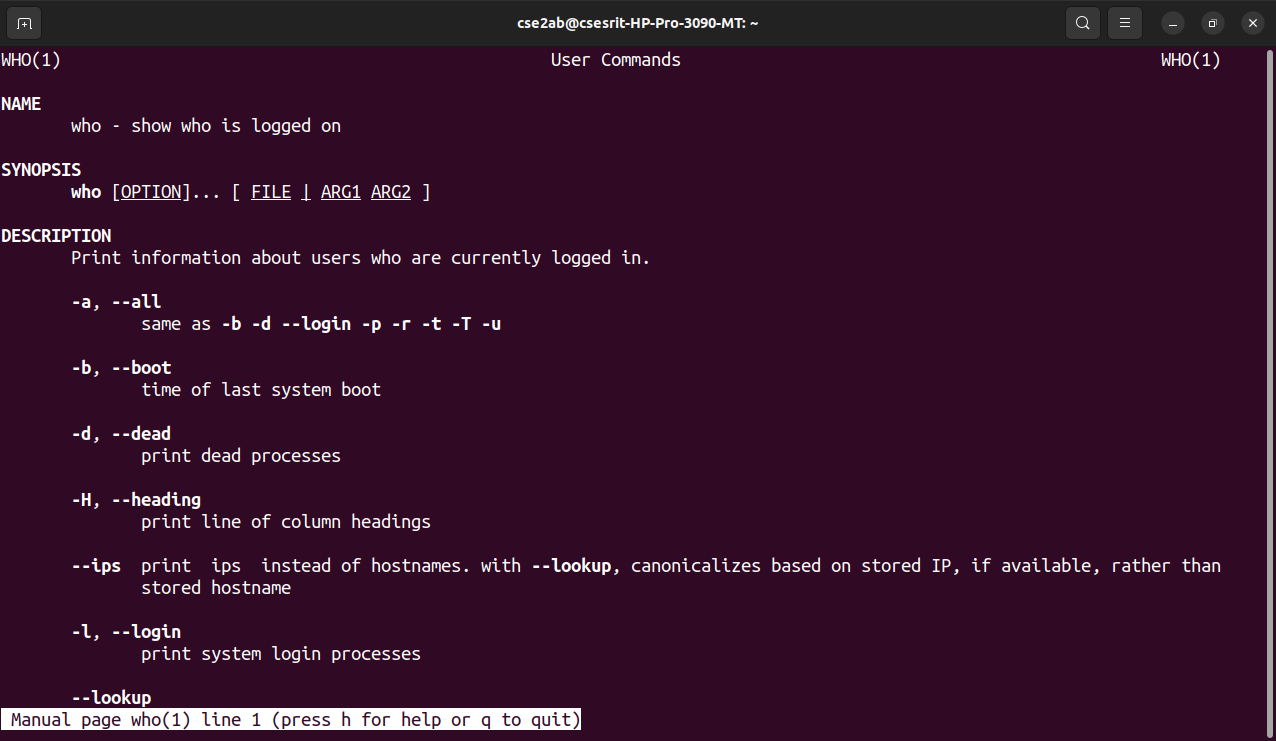 cse2ab@csesrit-HP-Pro-3090-MT: ~
WHO(1) User Commands WHO(1)
NAME
who - show who is logged on
SYNOPSIS
who [OPTION]... [ FILE | ARG1 ARG2 ]
DESCRIPTION
Print information about users who are currently logged in.
-a, --all
same as -b -d --login -p -r -t -T -u
-b, --boot
time of last system boot
-d, --dead
print dead processes
-H, --heading
print line of column headings
--ips print ips instead of hostnames. with --lookup, canonicalizes based on stored IP, if available, rather than
stored hostname
-l, --login
print system login processes
--lookup
Manual page who(1) line 1 (press h for help or q to quit)